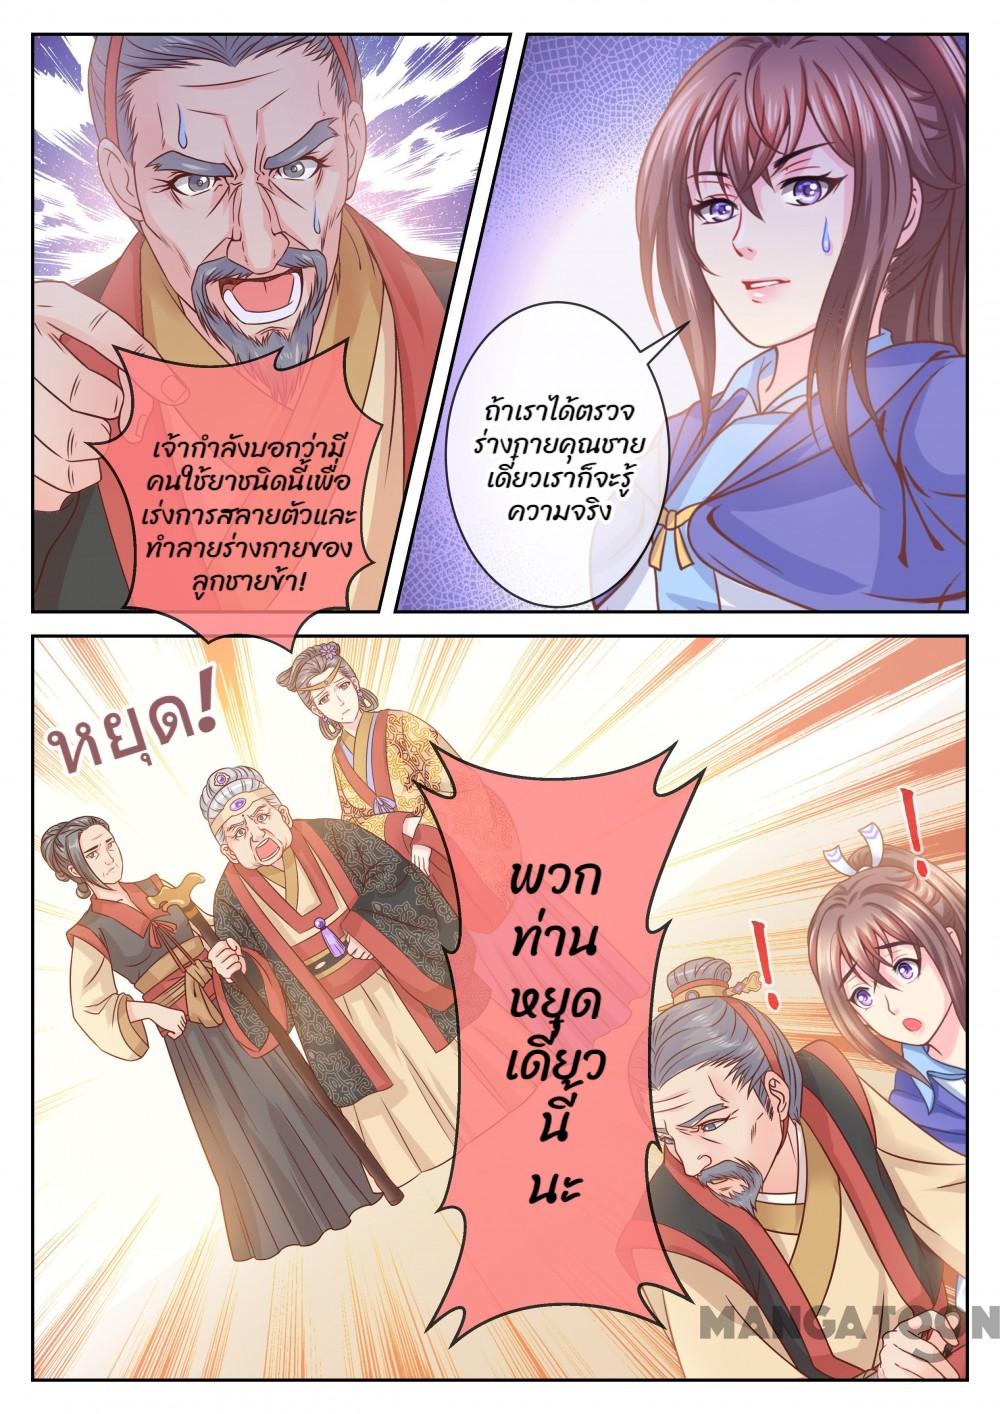 เจ้ากำลังบอกว่ามี
คนใช้ยาชนิดนี้เพื่อ
เร่งการสลายตัวและ
ทำลายร่างกายของ
ลูกชายข้า!
ถ้าเราได้ตรวจ
ร่างกายคุณชาย
เดี๋ยวเราก็จะรู้
ความจริง
หยุด!
พวก
ท่าน
หยุด
เดี๋ยว
นี้
นะ
!
!
MANGATOON